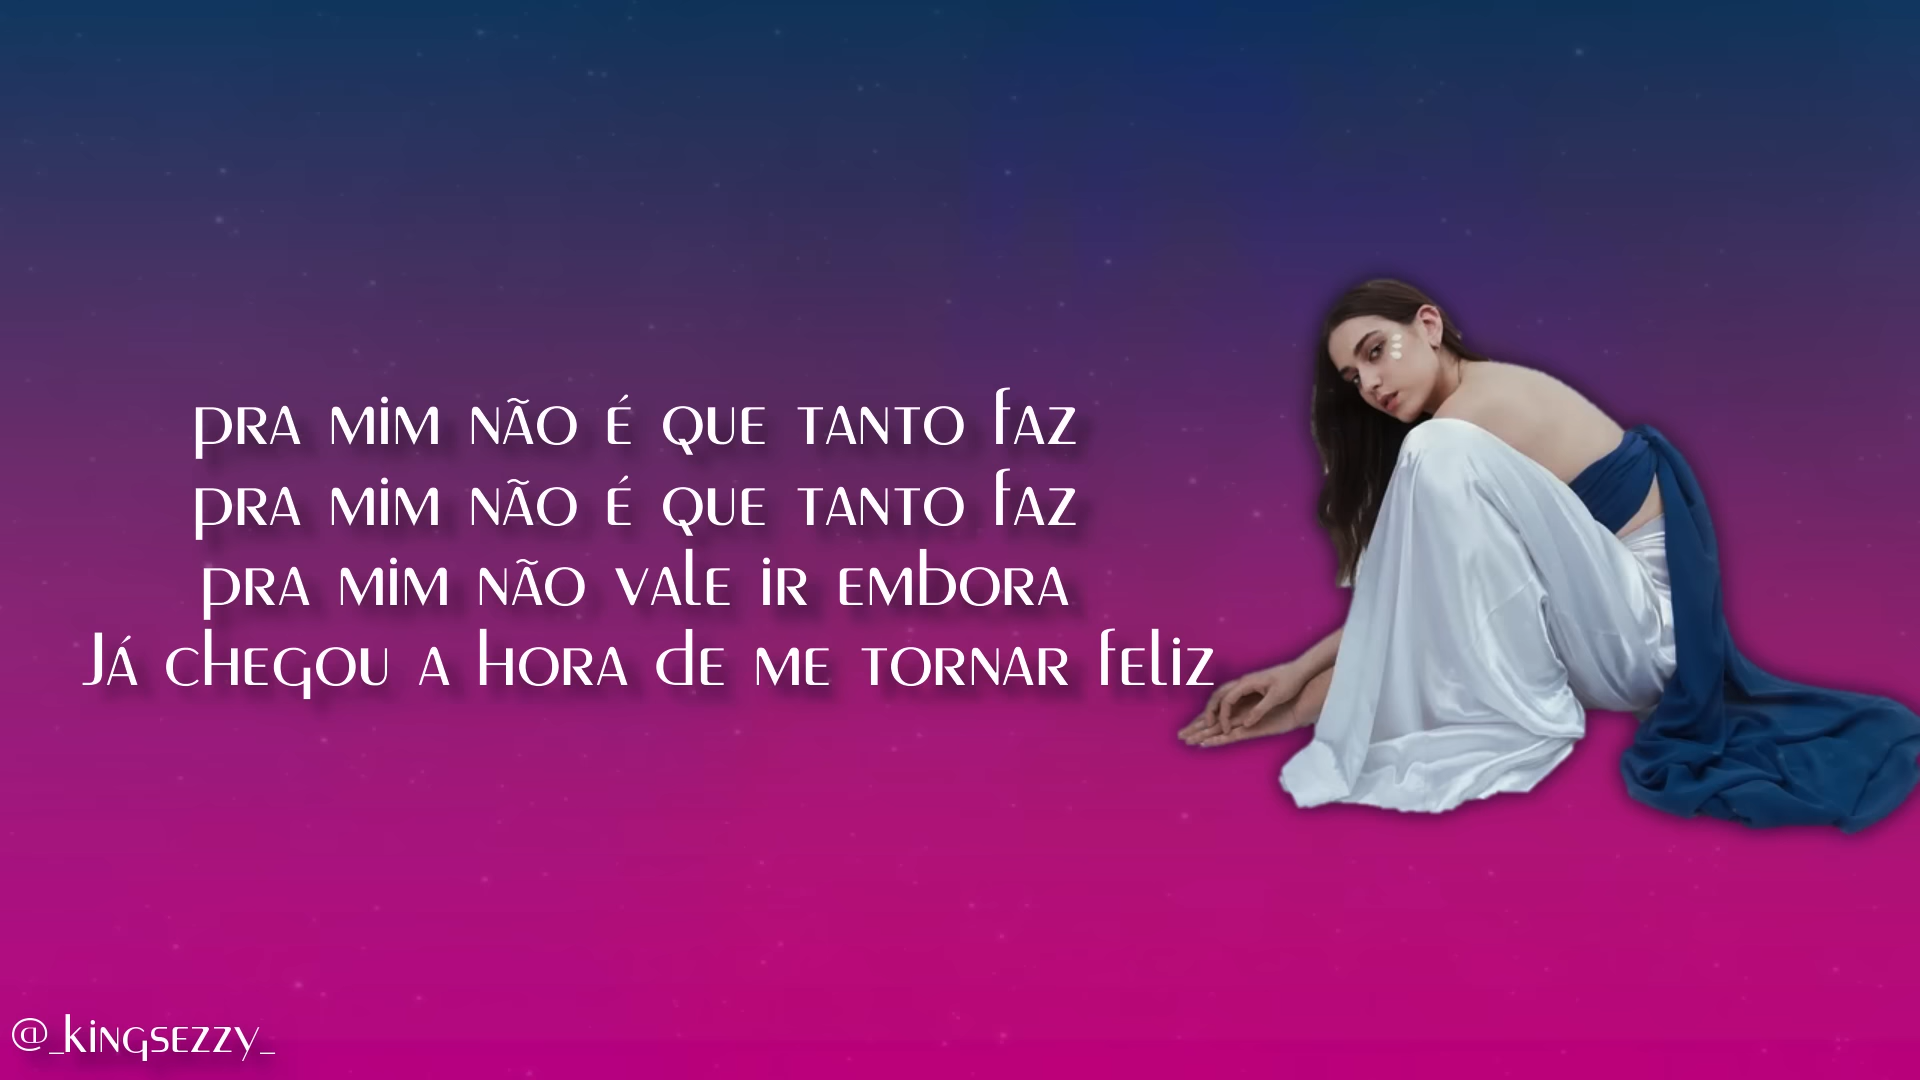 pra mim não é que tanto faz
pra mim não é que tanto faz
pra mim não vale ir embora
Já chegou a hora de me tornar feliz
@_kingsezzy_